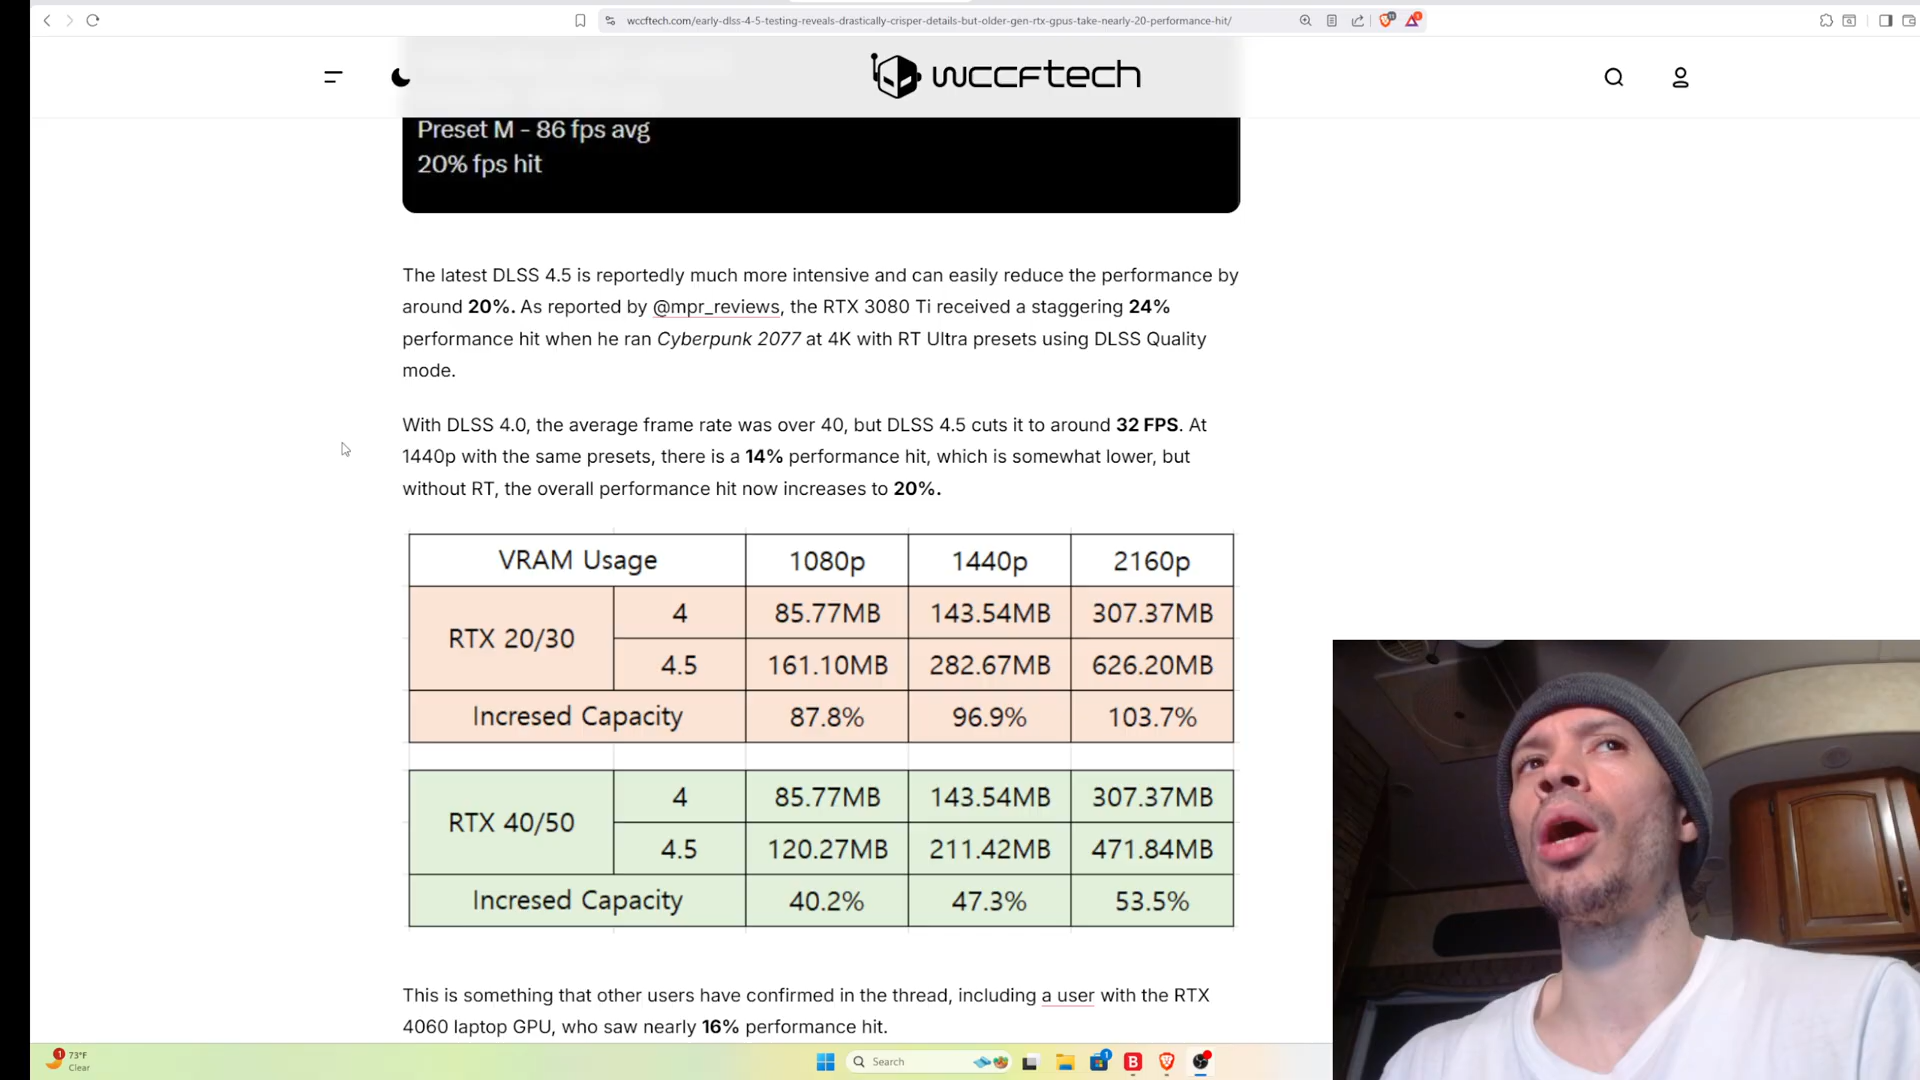 wccftech.com/early-dlss-4-5-testing-reveals-drastically-crisper-details-but-older-gen-rtx-gpus-take-nearly-20-performance-hit/
wccftech
Preset M - 86 fps avg
20% fps hit
The latest DLSS 4.5 is reportedly much more intensive and can easily reduce the performance by
around 20%. As reported by @mpr_reviews, the RTX 3080 Ti received a staggering 24%
performance hit when he ran Cyberpunk 2077 at 4K with RT Ultra presets using DLSS Quality
mode.
With DLSS 4.0, the average frame rate was over 40, but DLSS 4.5 cuts it to around 32 FPS. At
1440p with the same presets, there is a 14% performance hit, which is somewhat lower, but
without RT, the overall performance hit now increases to 20%.
VRAM Usage 1080p 1440p 2160p
RTX 20/30 4 85.77MB 143.54MB 307.37MB
4.5 161.10MB 282.67MB 626.20MB
Incresed Capacity 87.8% 96.9% 103.7%
RTX 40/50 4 85.77MB 143.54MB 307.37MB
4.5 120.27MB 211.42MB 471.84MB
Incresed Capacity 40.2% 47.3% 53.5%
This is something that other users have confirmed in the thread, including a user with the RTX
4060 laptop GPU, who saw nearly 16% performance hit.
1 73°F
Clear
Search
1
B